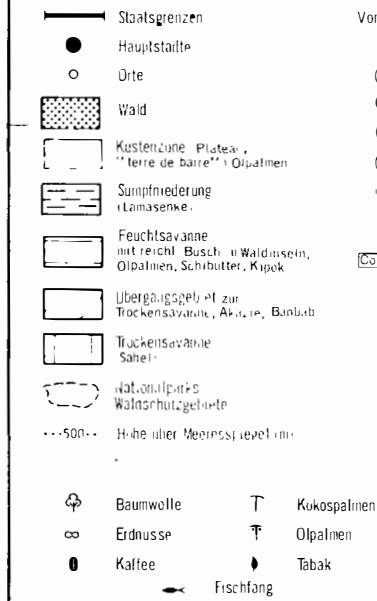 Staatsgrenzen
Vor
Hauptstädte
Orte
Wald
Küstenzone Plateau,
"terre de barre" Ölpalmen
Sumpfniederung
(Lamasenke)
Feuchtsavanne
mit reichl. Busch- u Waldinseln,
Ölpalmen, Schibutter, Kapok
Co
Übergangsgebiet zur
Trockensavanne, Akazie, Baobab
Trockensavanne
Sahel
Nationalparks
Waldschutzgebiete
500 Höhe über Meeresspiegel
Baumwolle Kokospalmen
Erdnüsse Ölpalmen
Kaffee Tabak
Fischfang